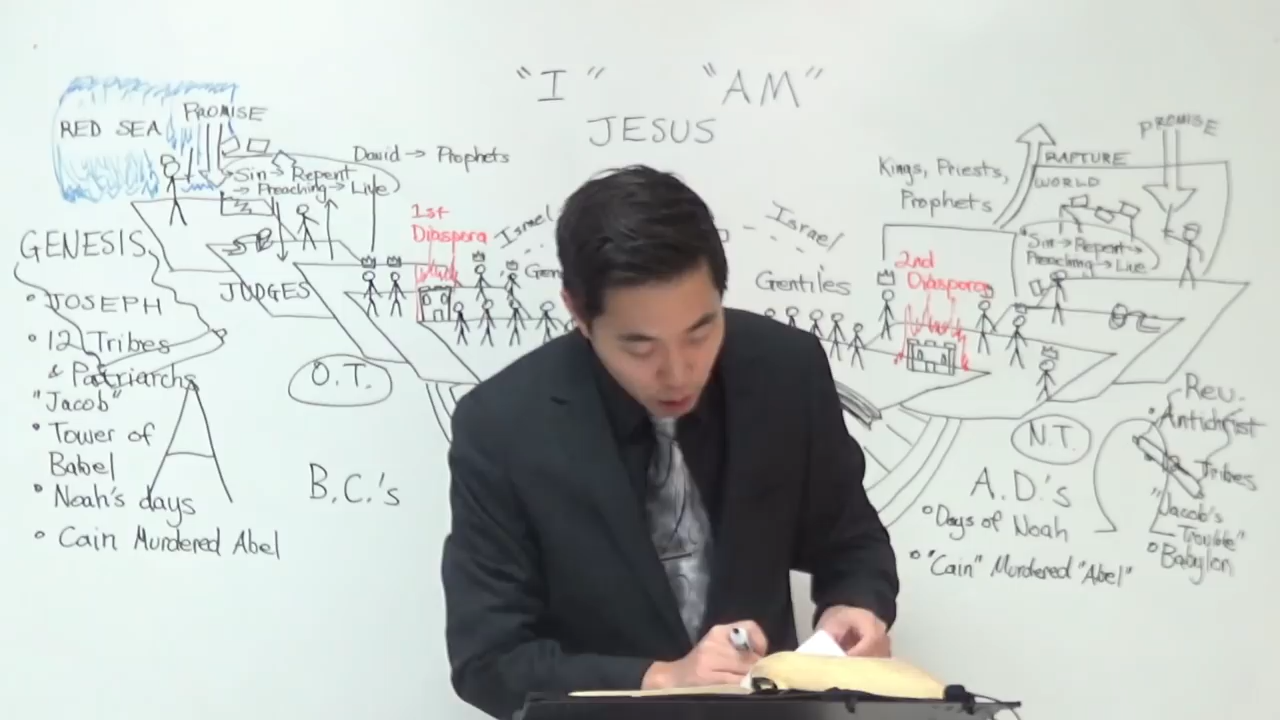 "I" "AM"
JESUS
RED SEA
PROMISE
Sin → Repent
→ Preaching → Live
David → Prophets
1st
Diaspora
Israel
Gen
GENESIS
• JOSEPH
• 12 Tribes
& Patriarchs
"Jacob"
• Tower of
Babel
• Noah's days
• Cain Murdered Abel
JUDGES
O.T.
B.C.'s
Israel
Gentiles
Kings, Priests,
Prophets
2nd
Diaspora
RAPTURE
WORLD
PROMISE
"Sin → Repent →
Preaching → Live
N.T.
A.D.'s
• Days of Noah
• "Cain" Murdered "Abel"
Rev.
• Antichrist
Tribes
"Jacob's
Trouble"
• Babylon